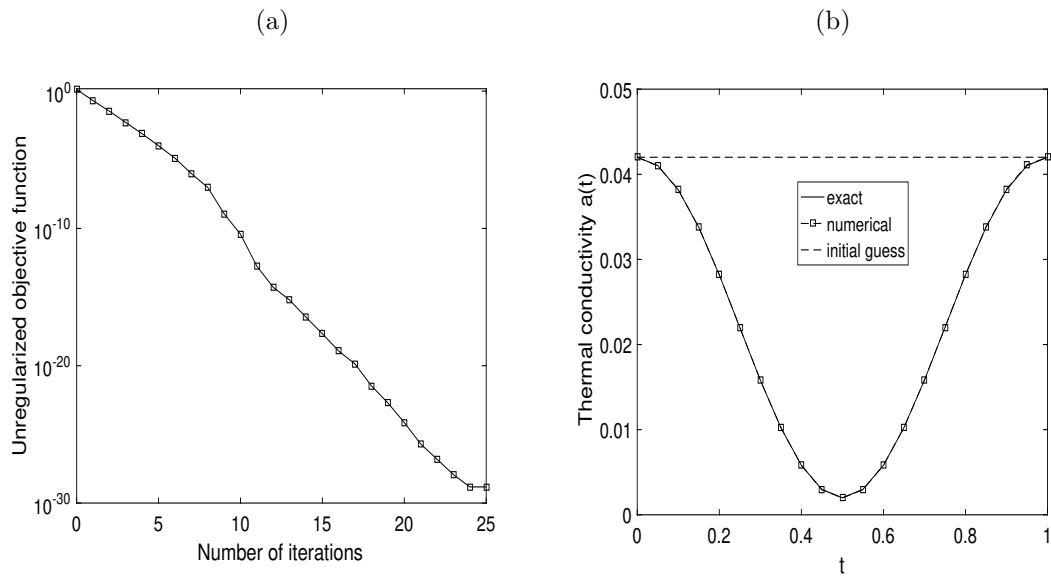 (a)
Unregularized objective function
10^0
10^-10
10^-20
10^-30
0 5 10 15 20 25
Number of iterations
(b)
Thermal conductivity a(t)
0.05
0.04
0.03
0.02
0.01
0
exact
numerical
initial guess
0 0.2 0.4 0.6 0.8 1
t